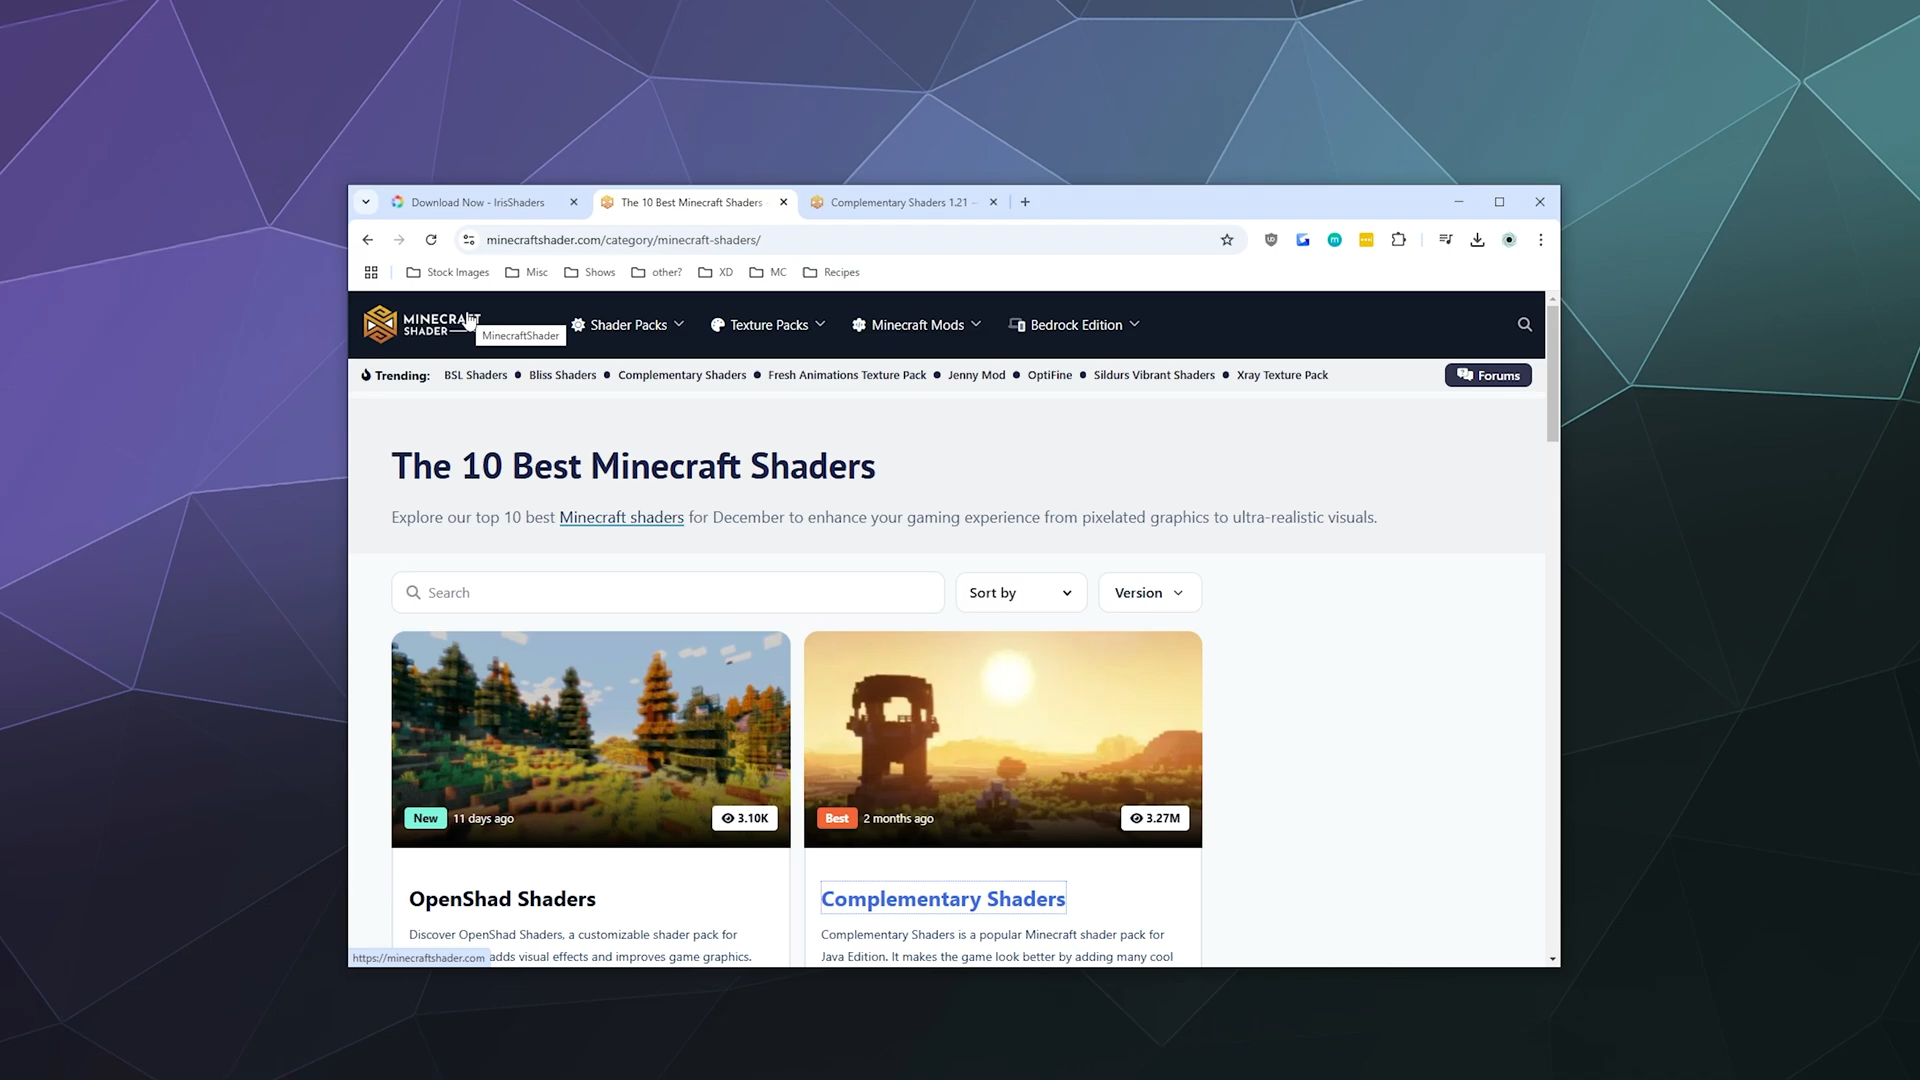 Download Now - IrisShaders
The 10 Best Minecraft Shaders
Complementary Shaders 1.21
minecraftshader.com/category/minecraft-shaders/
Stock Images
Misc
Shows
other?
XD
MC
Recipes
MINECRAFT
SHADER
MinecraftShader
Shader Packs
Texture Packs
Minecraft Mods
Bedrock Edition
Trending:
BSL Shaders
Bliss Shaders
Complementary Shaders
Fresh Animations Texture Pack
Jenny Mod
OptiFine
Sildurs Vibrant Shaders
Xray Texture Pack
Forums
The 10 Best Minecraft Shaders
Explore our top 10 best Minecraft shaders for December to enhance your gaming experience from pixelated graphics to ultra-realistic visuals.
Search
Sort by
Version
New
11 days ago
3.10K
Best
2 months ago
3.27M
OpenShad Shaders
Discover OpenShad Shaders, a customizable shader pack for
adds visual effects and improves game graphics.
Complementary Shaders
Complementary Shaders is a popular Minecraft shader pack for
Java Edition. It makes the game look better by adding many cool
https://minecraftshader.com